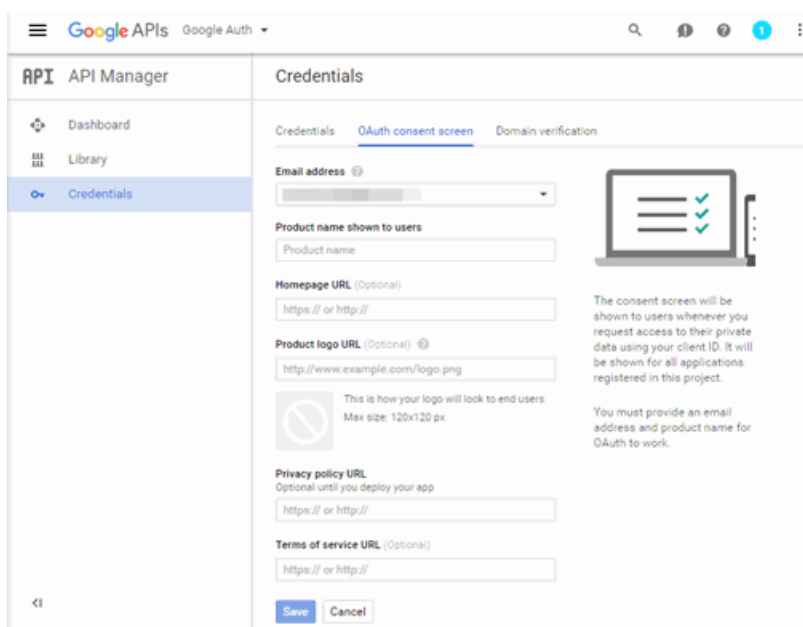 Google APIs Google Auth
1
API API Manager
Credentials
Dashboard
Library
Credentials
Credentials OAuth consent screen Domain verification
Email address
Product name shown to users
Product name
Homepage URL (Optional)
https:// or http://
Product logo URL (Optional)
http://www.example.com/logo.png
This is how your logo will look to end users
Max size: 120x120 px
Privacy policy URL
Optional until you deploy your app
https:// or http://
Terms of service URL (Optional)
https:// or http://
Save Cancel
The consent screen will be
shown to users whenever you
request access to their private
data using your client ID. It will
be shown for all applications
registered in this project.
You must provide an email
address and product name for
OAuth to work.